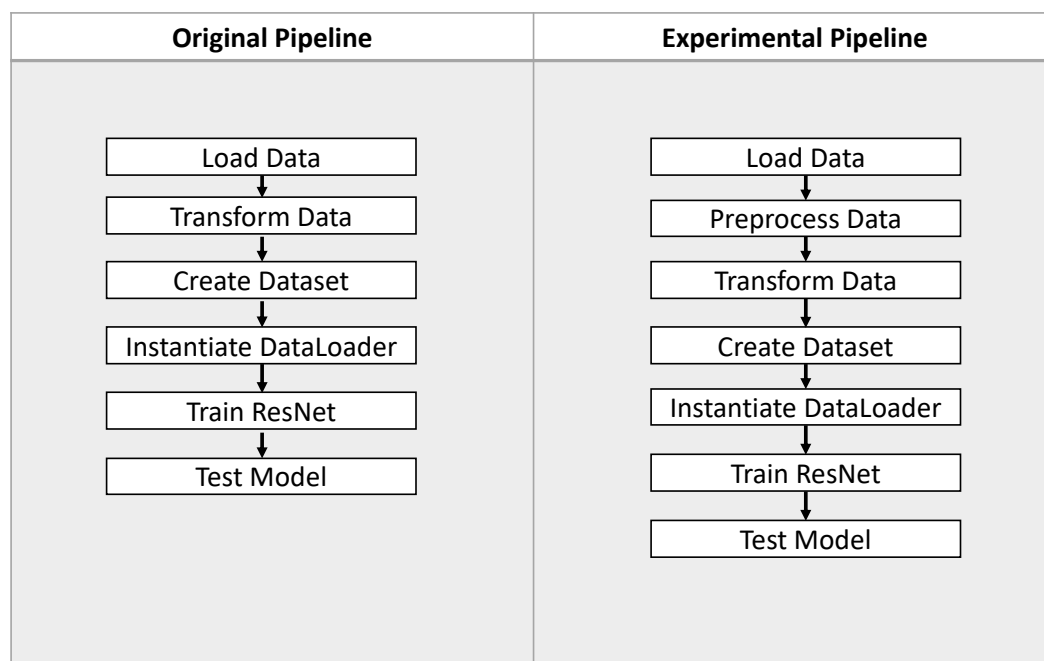 Original Pipeline
Experimental Pipeline
Load Data
Transform Data
Create Dataset
Instantiate DataLoader
Train ResNet
Test Model
Load Data
Preprocess Data
Transform Data
Create Dataset
Instantiate DataLoader
Train ResNet
Test Model